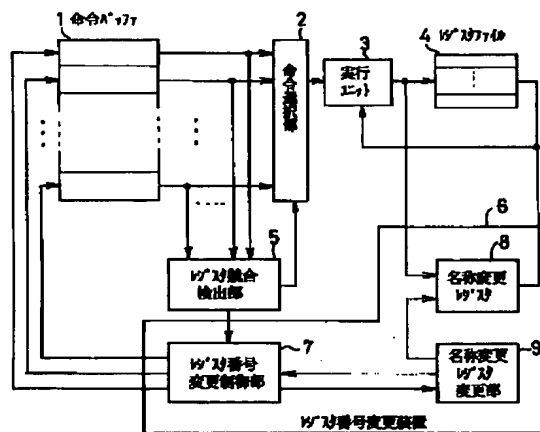 1 命令バッファ
2
命令選択部
3
実行
ユニット
4 レジスタファイル
5
レジスタ競合
検出部
6
7
レジスタ番号
変更制御部
8
名称変更
レジスタ
9
名称変更
レジスタ
変更部
レジスタ番号変更装置